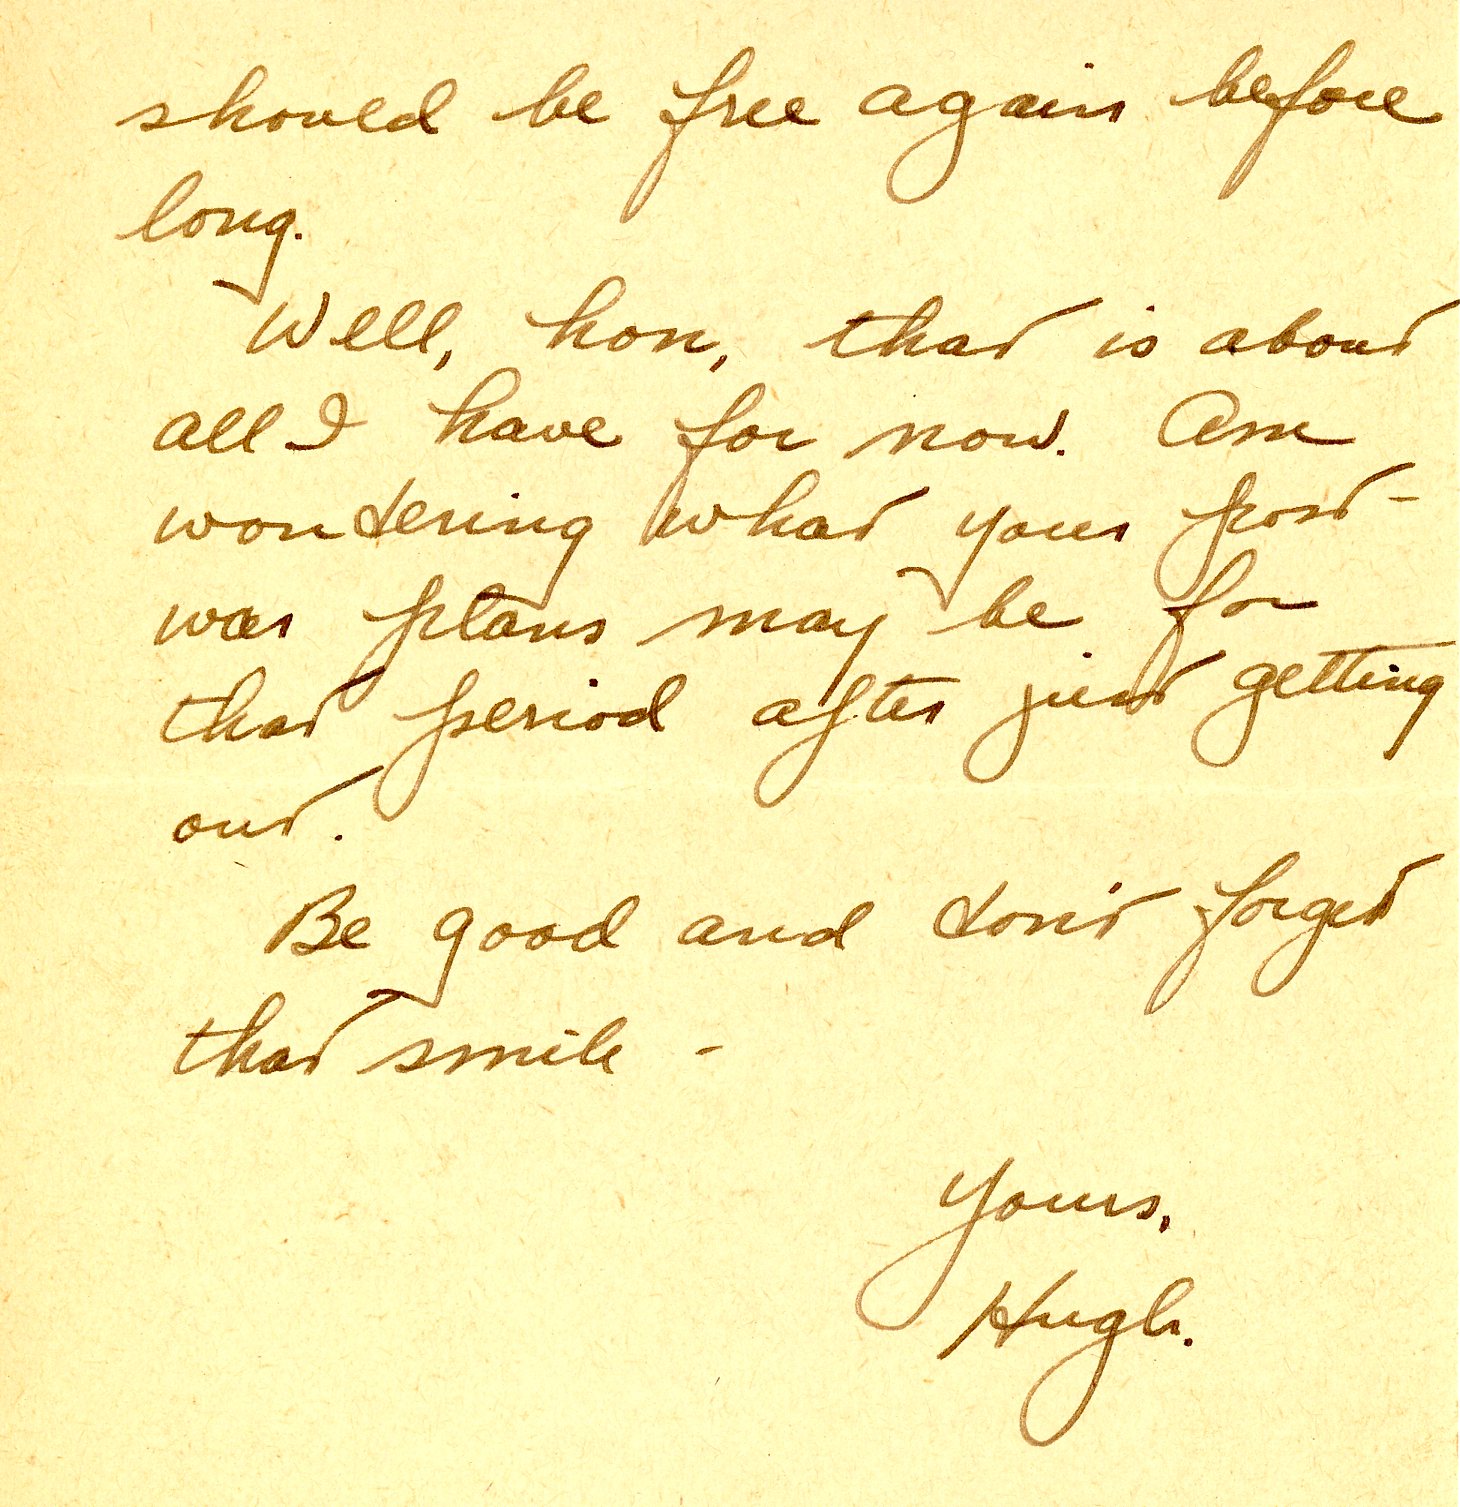 should be free again before
long.
Well, hon, that is about
all I have for now. Am
wondering what your post-
war plans may be for
that period after just getting
out.
Be good and don't forget
that smile -
Yours,
Hugh.